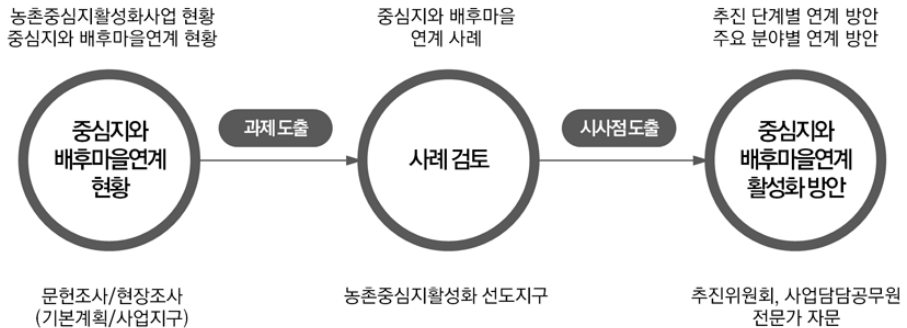 농촌중심지활성화사업 현황
중심지와 배후마을연계 현황
중심지와
배후마을연계
현황
문헌조사/현장조사
(기본계획/사업지구)
과제 도출
중심지와 배후마을
연계 사례
사례 검토
농촌중심지활성화 선도지구
시사점 도출
추진 단계별 연계 방안
주요 분야별 연계 방안
중심지와
배후마을연계
활성화 방안
추진위원회, 사업담담공무원
전문가 자문